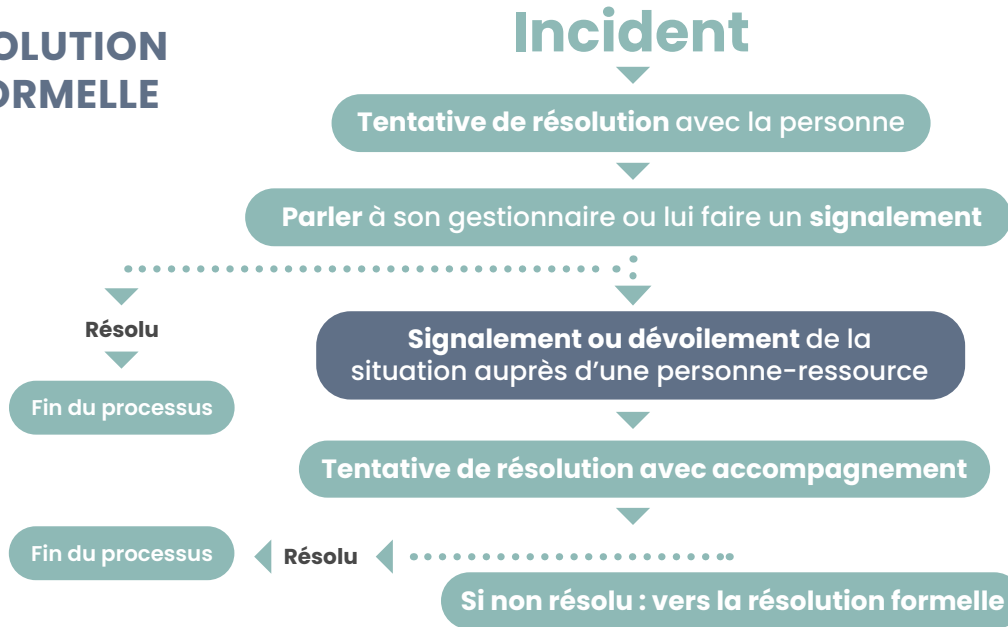 OLUTION
ORMELLE
Incident
Tentative de résolution avec la personne
Parler à son gestionnaire ou lui faire un signalement
Résolu
Signalement ou dévoilement de la
situation auprès d’une personne-ressource
Fin du processus
Tentative de résolution avec accompagnement
Fin du processus
Résolu
Si non résolu : vers la résolution formelle